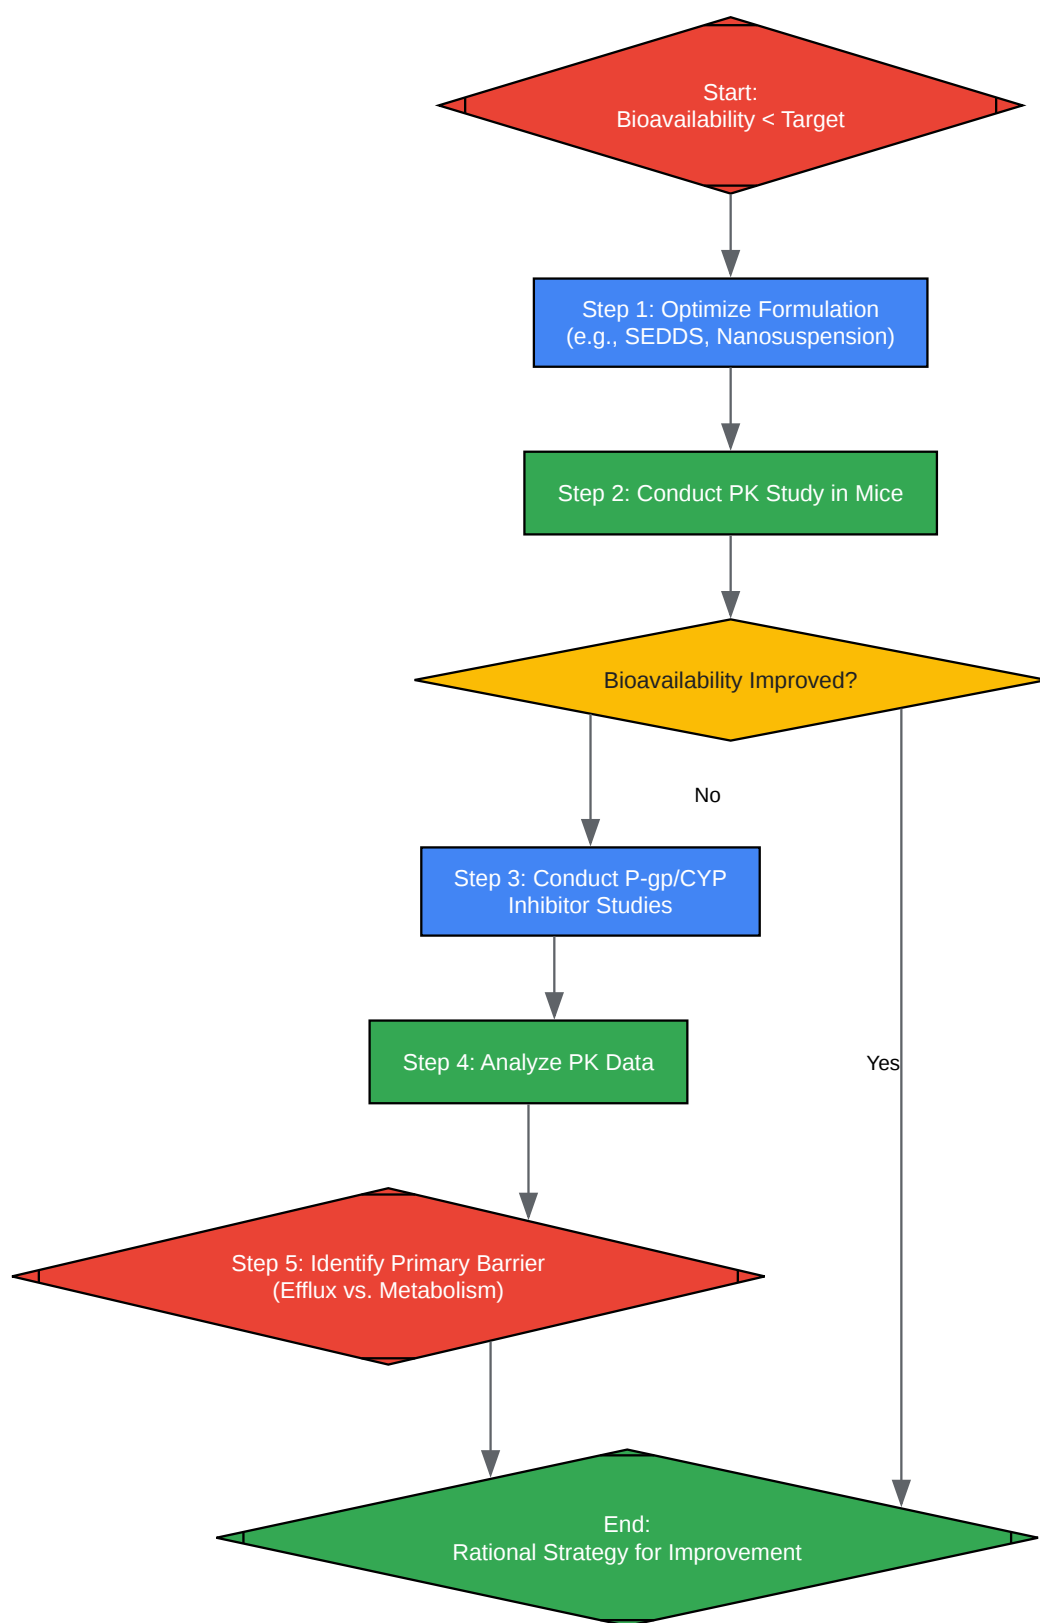 Start:
Bioavailability < Target
Step 1: Optimize Formulation
(e.g., SEDDS, Nanosuspension)
Step 2: Conduct PK Study in Mice
Bioavailability Improved?
No
Step 3: Conduct P-gp/CYP
Inhibitor Studies
Step 4: Analyze PK Data
Yes
Step 5: Identify Primary Barrier
(Efflux vs. Metabolism)
End:
Rational Strategy for Improvement